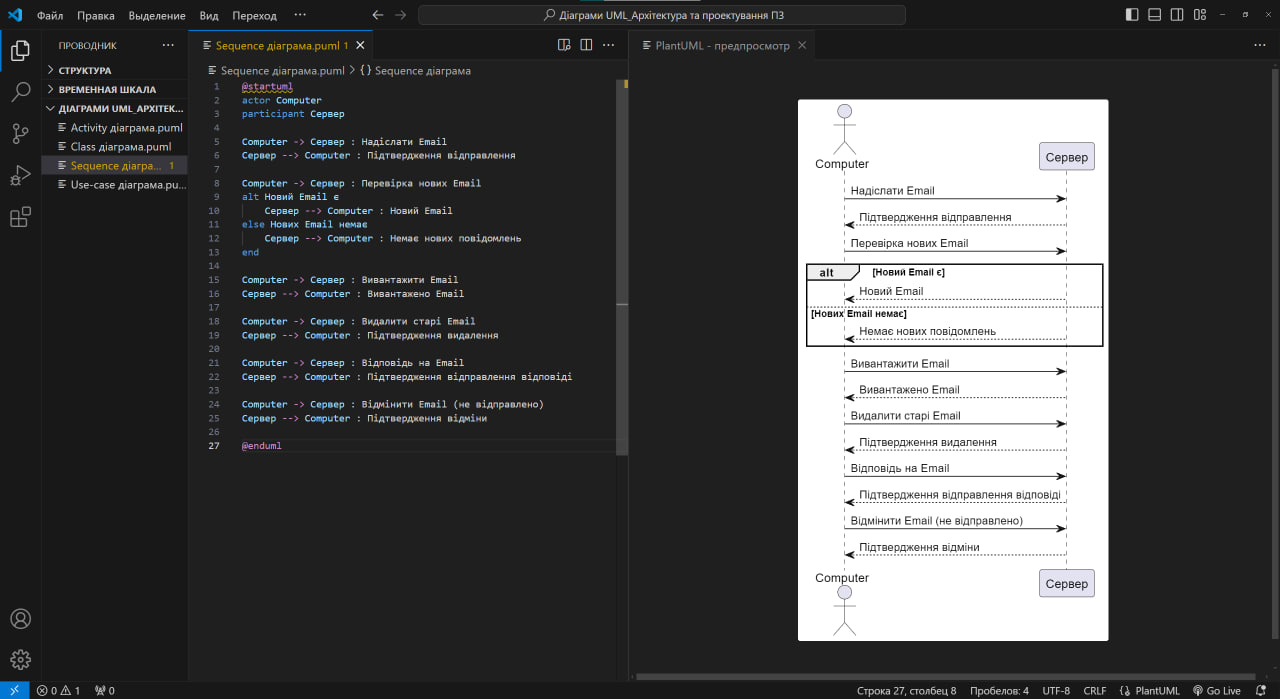 Файл Правка Выделение Вид Переход ··· Діаграми UML_Архітектура та проектування ПЗ
ПРОВОДНИК ···
СТРУКТУРА
ВРЕМЕННАЯ ШКАЛА
ДІАГРАМИ UML_АРХІТЕК...
Activity діаграма.puml
Class діаграма.puml
Sequence діагра... 1
Use-case діаграма.pu...
Sequence діаграма.puml 1
Sequence діаграма.puml > {} Sequence діаграма
1 @startuml
2 actor Computer
3 participant Сервер
4
5 Computer -> Сервер : Надіслати Email
6 Сервер --> Computer : Підтвердження відправлення
7
8 Computer -> Сервер : Перевірка нових Email
9 alt Новий Email є
10 Сервер --> Computer : Новий Email
11 else Нових Email немає
12 Сервер --> Computer : Немає нових повідомлень
13 end
14
15 Computer -> Сервер : Вивантажити Email
16 Сервер --> Computer : Вивантажено Email
17
18 Computer -> Сервер : Видалити старі Email
19 Сервер --> Computer : Підтвердження видалення
20
21 Computer -> Сервер : Відповідь на Email
22 Сервер --> Computer : Підтвердження відправлення відповіді
23
24 Computer -> Сервер : Відмінити Email (не відправлено)
25 Сервер --> Computer : Підтвердження відміни
26
27 @enduml
PlantUML - предпросмотр
Computer
Сервер
Надіслати Email
Підтвердження відправлення
Перевірка нових Email
alt [Новий Email є]
Новий Email
[Нових Email немає]
Немає нових повідомлень
Вивантажити Email
Вивантажено Email
Видалити старі Email
Підтвердження видалення
Відповідь на Email
Підтвердження відправлення відповіді
Відмінити Email (не відправлено)
Підтвердження відміни
Computer
Сервер
0 1 0 Строка 27, столбец 8 Пробелов: 4 UTF-8 CRLF PlantUML Go Live